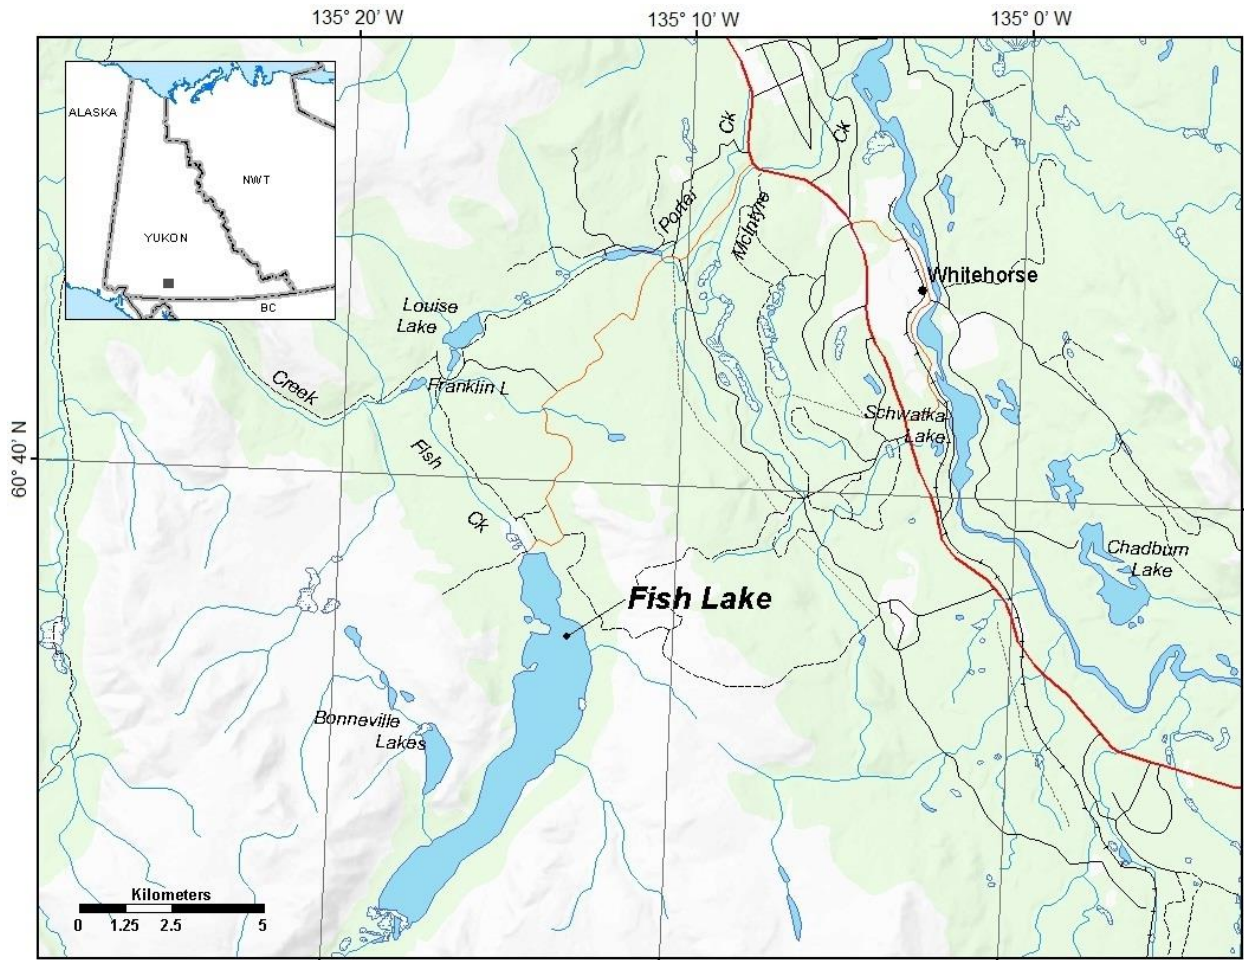 135° 20' W
135° 10' W
135° 0' W
ALASKA
NWT
YUKON
BC
Ck
Ck
Porter
McIntyre
Whitehorse
Louise
Lake
Franklin L
Creek
Schwatka
Lake
Fish
Ck
60° 40' N
Chadburn
Lake
Fish Lake
Bonneville
Lakes
Kilometers
0 1.25 2.5 5